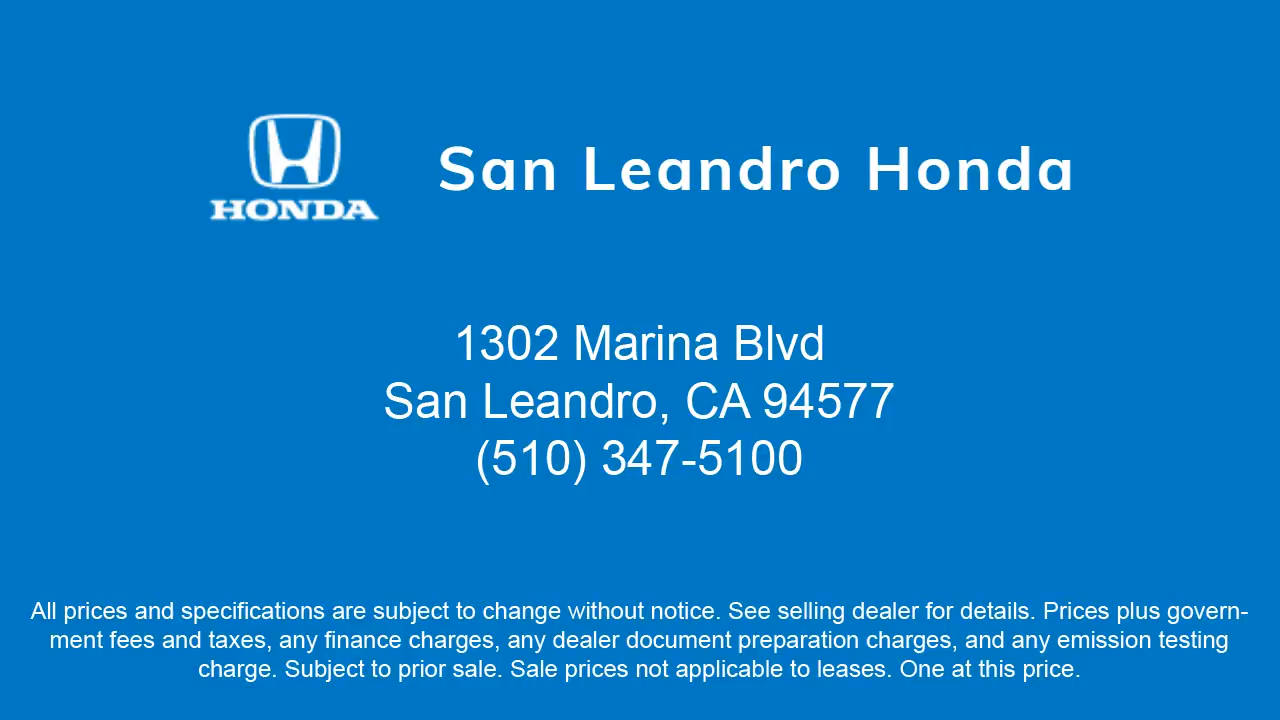 HONDA
San Leandro Honda
1302 Marina Blvd
San Leandro, CA 94577
(510) 347-5100
All prices and specifications are subject to change without notice. See selling dealer for details. Prices plus govern-
ment fees and taxes, any finance charges, any dealer document preparation charges, and any emission testing
charge. Subject to prior sale. Sale prices not applicable to leases. One at this price.